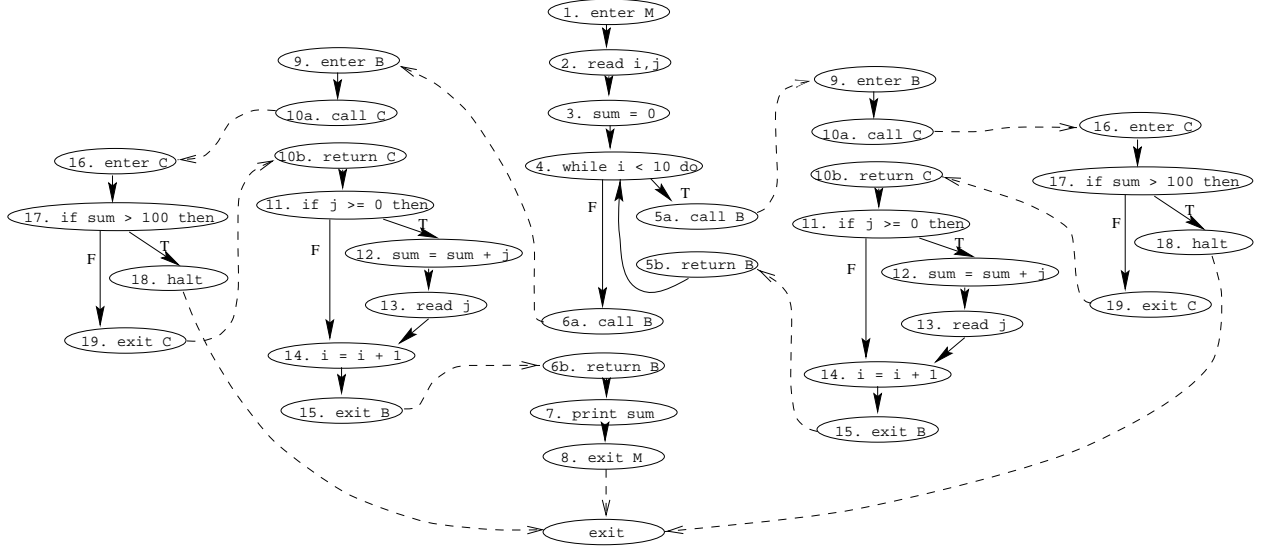 1. enter M
2. read i,j
3. sum = 0
4. while i < 10 do
T
F
5a. call B
5b. return B
6a. call B
6b. return B
7. print sum
8. exit M
exit
9. enter B
10a. call C
10b. return C
11. if j >= 0 then
T
F
12. sum = sum + j
13. read j
14. i = i + 1
15. exit B
16. enter C
17. if sum > 100 then
T
F
18. halt
19. exit C
9. enter B
10a. call C
10b. return C
11. if j >= 0 then
T
F
12. sum = sum + j
13. read j
14. i = i + 1
15. exit B
16. enter C
17. if sum > 100 then
T
F
18. halt
19. exit C